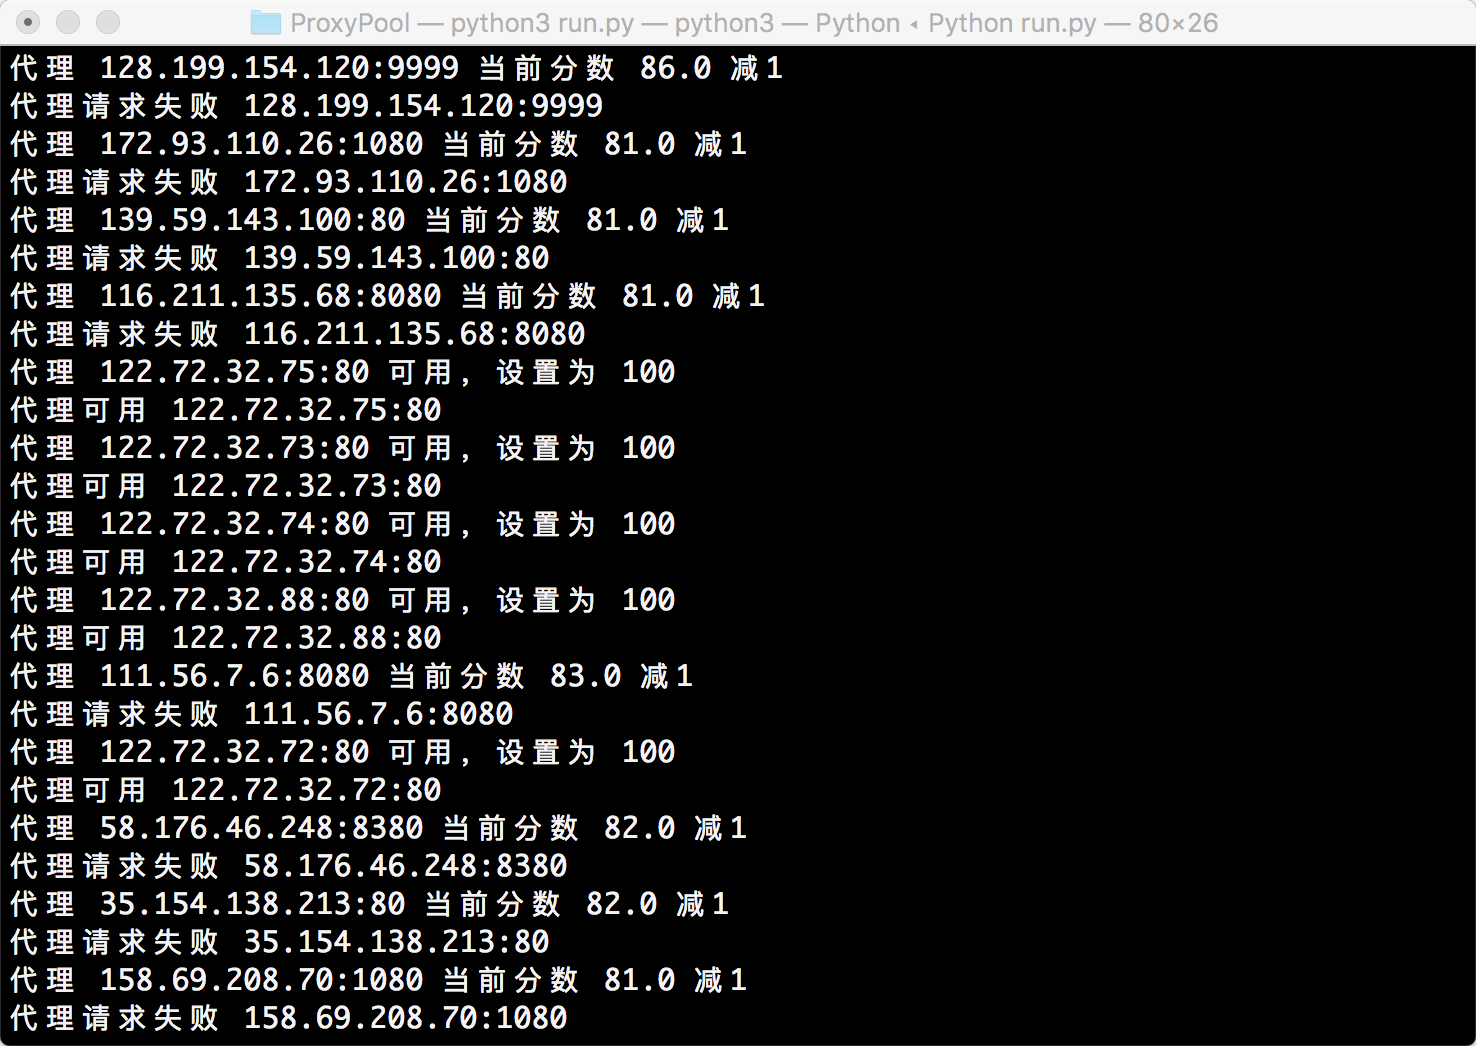 ProxyPool — python3 run.py — python3 — Python ◂ Python run.py — 80×26
代理 128.199.154.120:9999 当前分数 86.0 减1
代理请求失败 128.199.154.120:9999
代理 172.93.110.26:1080 当前分数 81.0 减1
代理请求失败 172.93.110.26:1080
代理 139.59.143.100:80 当前分数 81.0 减1
代理请求失败 139.59.143.100:80
代理 116.211.135.68:8080 当前分数 81.0 减1
代理请求失败 116.211.135.68:8080
代理 122.72.32.75:80 可用, 设置为 100
代理可用 122.72.32.75:80
代理 122.72.32.73:80 可用, 设置为 100
代理可用 122.72.32.73:80
代理 122.72.32.74:80 可用, 设置为 100
代理可用 122.72.32.74:80
代理 122.72.32.88:80 可用, 设置为 100
代理可用 122.72.32.88:80
代理 111.56.7.6:8080 当前分数 83.0 减1
代理请求失败 111.56.7.6:8080
代理 122.72.32.72:80 可用, 设置为 100
代理可用 122.72.32.72:80
代理 58.176.46.248:8380 当前分数 82.0 减1
代理请求失败 58.176.46.248:8380
代理 35.154.138.213:80 当前分数 82.0 减1
代理请求失败 35.154.138.213:80
代理 158.69.208.70:1080 当前分数 81.0 减1
代理请求失败 158.69.208.70:1080